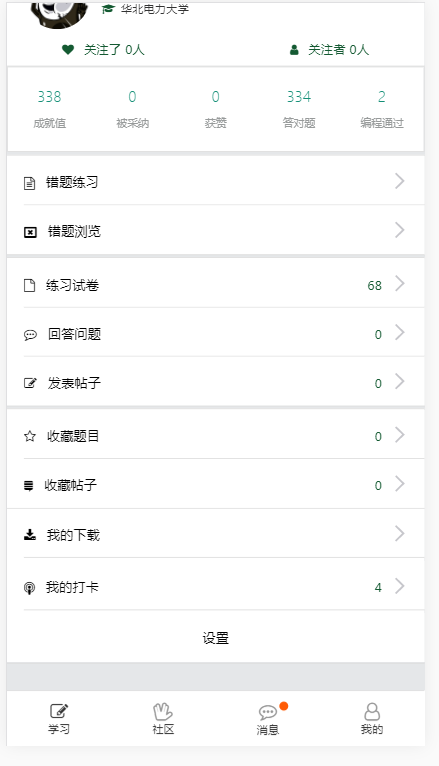 华北电力大学
关注了 0人 关注者 0人
338 0 0 334 2
成就值 被采纳 获赞 答对题 编程通过
错题练习
错题浏览
练习试卷 68
回答问题 0
发表帖子 0
收藏题目 0
收藏帖子 0
我的下载
我的打卡 4
设置
学习 社区 消息 我的